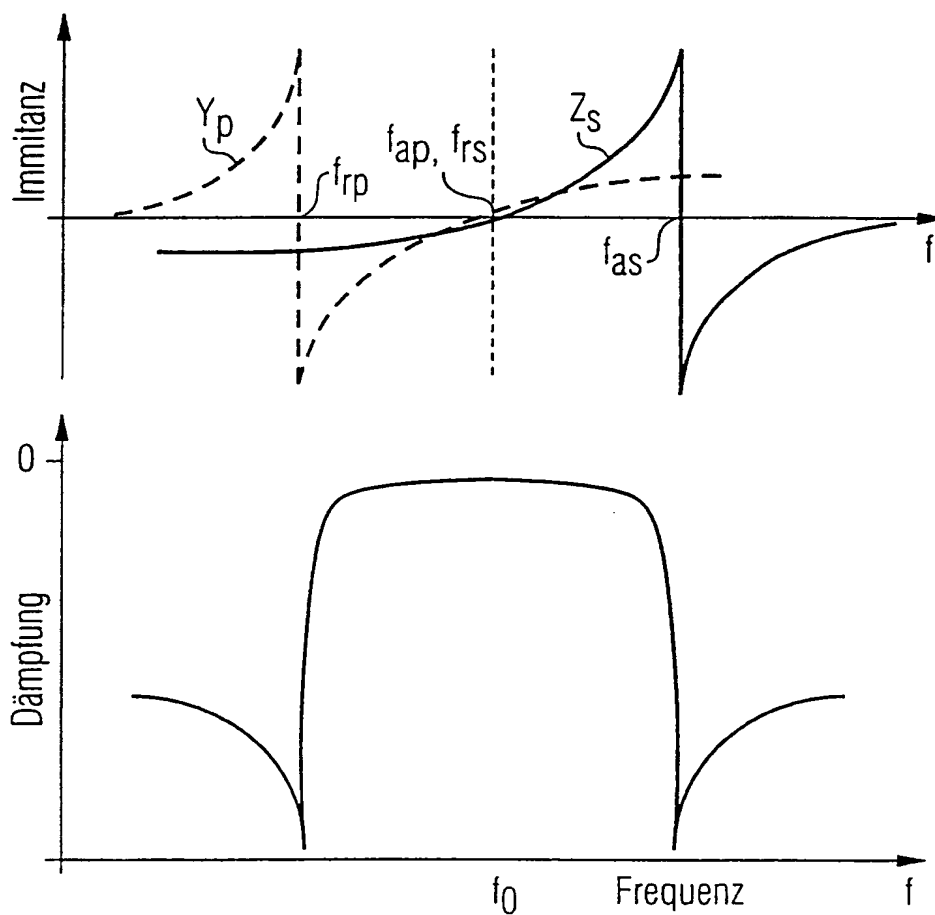 Immitanz
Yp
frp
fap, frs
Zs
fas
f
0
Dämpfung
f0
Frequenz
f